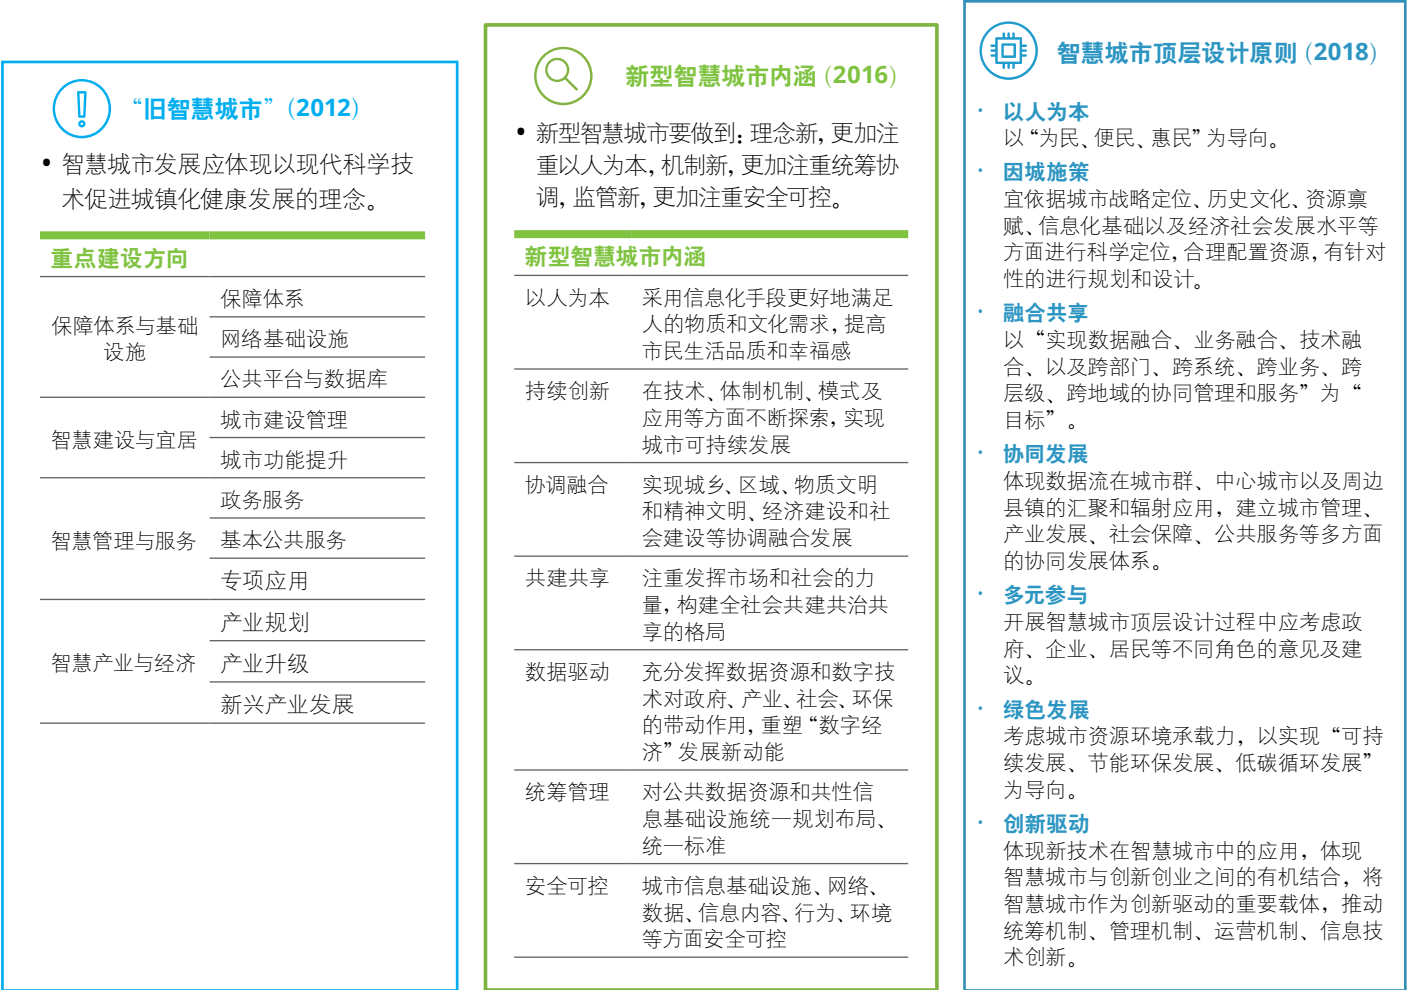 “旧智慧城市”(2012)
• 智慧城市发展应体现以现代科学技
术促进城镇化健康发展的理念。
重点建设方向
保障体系与基础
设施
保障体系
网络基础设施
公共平台与数据库
智慧建设与宜居
城市建设管理
城市功能提升
智慧管理与服务
政务服务
基本公共服务
专项应用
智慧产业与经济
产业规划
产业升级
新兴产业发展
新型智慧城市内涵(2016)
• 新型智慧城市要做到:理念新,更加注
重以人为本,机制新,更加注重统筹协
调,监管新,更加注重安全可控。
新型智慧城市内涵
以人为本 采用信息化手段更好地满足
人的物质和文化需求,提高
市民生活品质和幸福感
持续创新 在技术、体制机制、模式及
应用等方面不断探索,实现
城市可持续发展
协调融合 实现城乡、区域、物质文明
和精神文明、经济建设和社
会建设等协调融合发展
共建共享 注重发挥市场和社会的力
量,构建全社会共建共治共
享的格局
数据驱动 充分发挥数据资源和数字技
术对政府、产业、社会、环保
的带动作用,重塑“数字经
济”发展新动能
统筹管理 对公共数据资源和共性信
息基础设施统一规划布局、
统一标准
安全可控 城市信息基础设施、网络、
数据、信息内容、行为、环境
等方面安全可控
智慧城市顶层设计原则(2018)
· 以人为本
以“为民、便民、惠民”为导向。
· 因城施策
宜依据城市战略定位、历史文化、资源禀
赋、信息化基础以及经济社会发展水平等
方面进行科学定位,合理配置资源,有针对
性的进行规划和设计。
· 融合共享
以“实现数据融合、业务融合、技术融
合、以及跨部门、跨系统、跨业务、跨
层级、跨地域的协同管理和服务”为“
目标”。
· 协同发展
体现数据流在城市群、中心城市以及周边
县镇的汇聚和辐射应用,建立城市管理、
产业发展、社会保障、公共服务等多方面
的协同发展体系。
· 多元参与
开展智慧城市顶层设计过程中应考虑政
府、企业、居民等不同角色的意见及建
议。
· 绿色发展
考虑城市资源环境承载力,以实现“可持
续发展、节能环保发展、低碳循环发展”
为导向。
· 创新驱动
体现新技术在智慧城市中的应用,体现
智慧城市与创新创业之间的有机结合,将
智慧城市作为创新驱动的重要载体,推动
统筹机制、管理机制、运营机制、信息技
术创新。